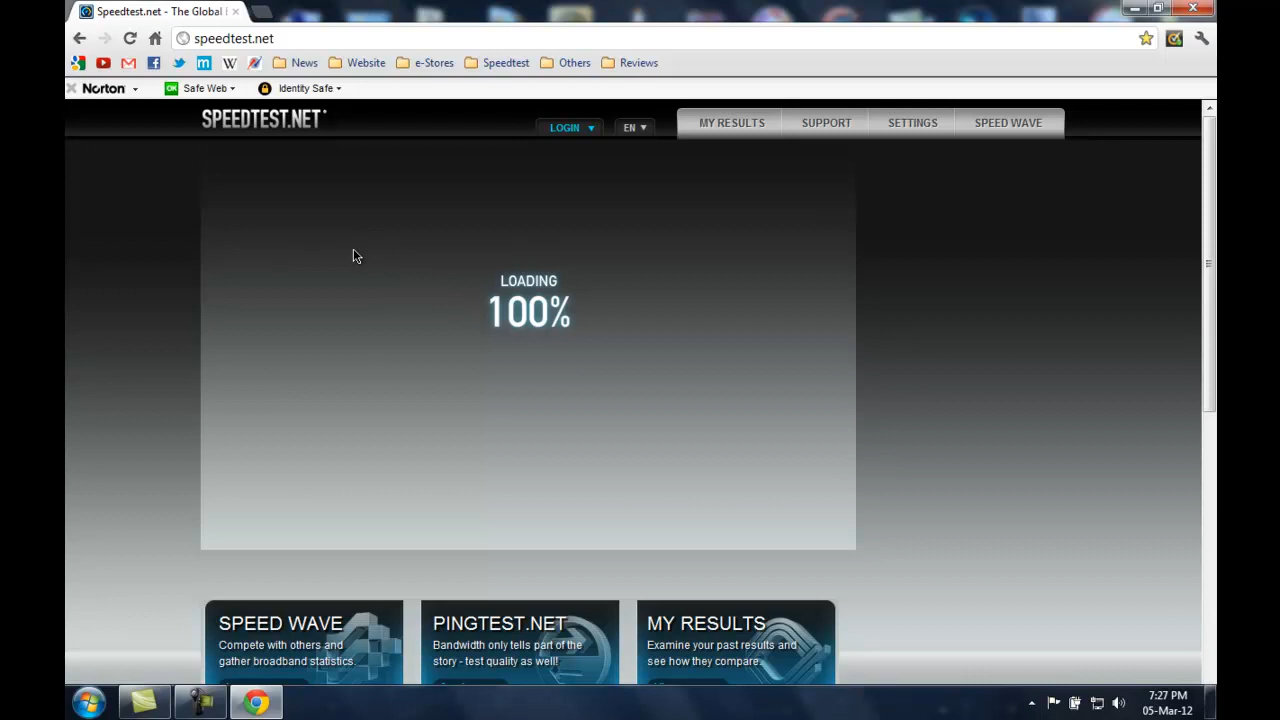 Speedtest.net - The Global
speedtest.net
News
Website
e-Stores
Speedtest
Others
Reviews
Norton
OK Safe Web
Identity Safe
SPEEDTEST.NET
LOGIN
EN
MY RESULTS
SUPPORT
SETTINGS
SPEED WAVE
LOADING
100%
SPEED WAVE
Compete with others and
gather broadband statistics.
PINGTEST.NET
Bandwidth only tells part of the
story - test quality as well!
MY RESULTS
Examine your past results and
see how they compare.
7:27 PM
05-Mar-12